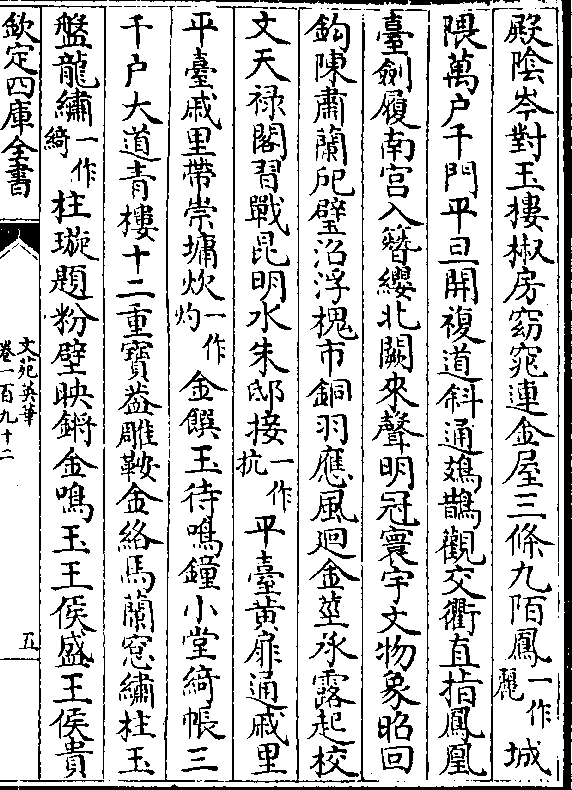 殿陰岑對玉樓椒房窈窕連金屋三條九陌鳳一作麗城
隈萬户千門平旦開複道斜通鳷鵲觀交衢直指鳳凰
臺劍履南宫入簪纓北闕來聲明冠寰宇文物象昭回
鈎陳肅蘭戺璧沼浮槐市銅羽應風迴金莖承露起校
文天禄閣習戰昆明水朱邸接一作抗平臺黄扉通戚里
平臺戚里帶崇墉炊一作灼金饌玉待鳴鐘小堂綺帳三
千户大道青樓十二重寶蓋雕鞍金絡馬蘭窓繡柱玉
盤龍繡一作綺柱璇題粉壁映鏘金鳴玉王侯盛王侯貴
欽定四庫全書
文苑英華
卷一百九十二
五